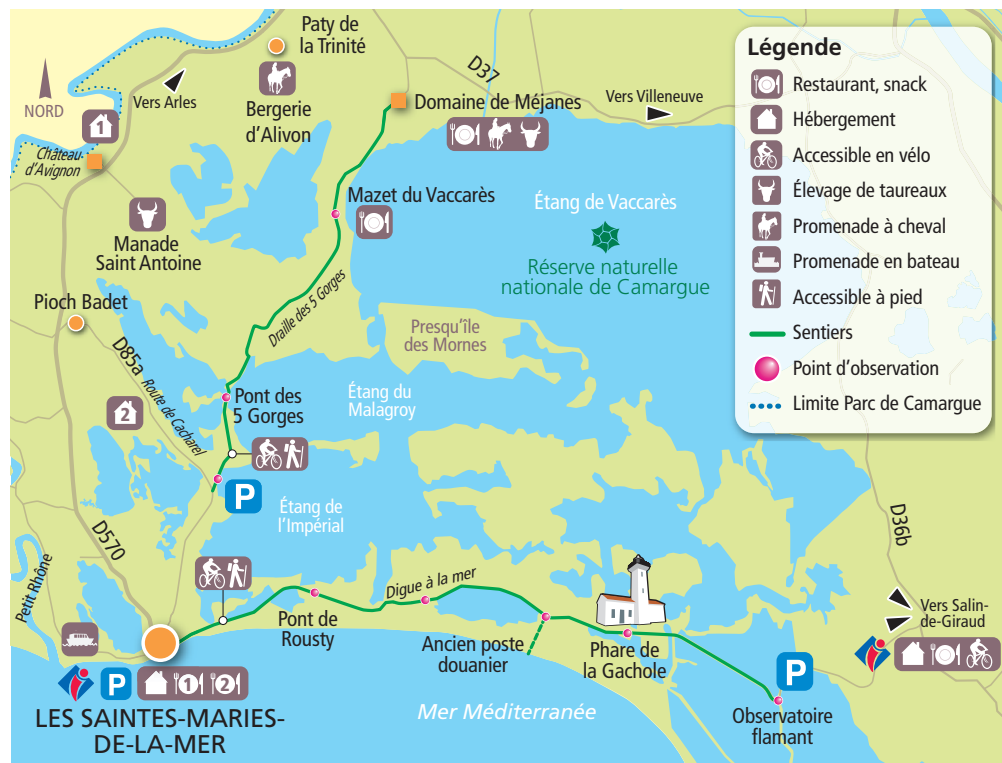 Paty de
la Trinité
NORD
Vers Arles
1
Bergerie
d'Alivon
D37
Domaine de Méjanes
Vers Villeneuve
Château-
d'Avignon
Mazet du Vaccarès
Étang de Vaccarès
Manade
Saint Antoine
Réserve naturelle
nationale de Camargue
Pioch Badet
Draille des 5 Gorges
Presqu'île
des Mornes
D85a
Route de Cacharel
Pont des
5 Gorges
Étang du
Malagroy
2
P
Étang de
l'Impérial
D570
D36b
Petit Rhône
Digue à la mer
Pont de
Rousty
Ancien poste
douanier
Phare de
la Gachole
Vers Salin-
de-Giraud
P
P
1
2
LES SAINTES-MARIES-
DE-LA-MER
Mer Méditerranée
Observatoire
flamant
Légende
Restaurant, snack
Hébergement
Accessible en vélo
Élevage de taureaux
Promenade à cheval
Promenade en bateau
Accessible à pied
Sentiers
Point d'observation
Limite Parc de Camargue